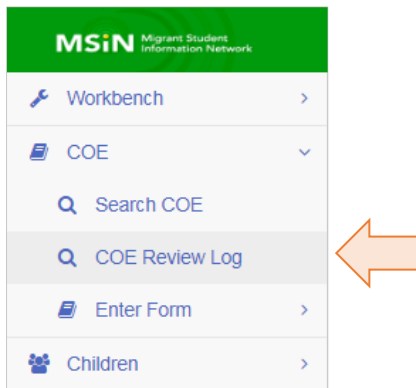 MSiN Migrant Student
Information Network
Workbench
COE
Search COE
COE Review Log
Enter Form
Children